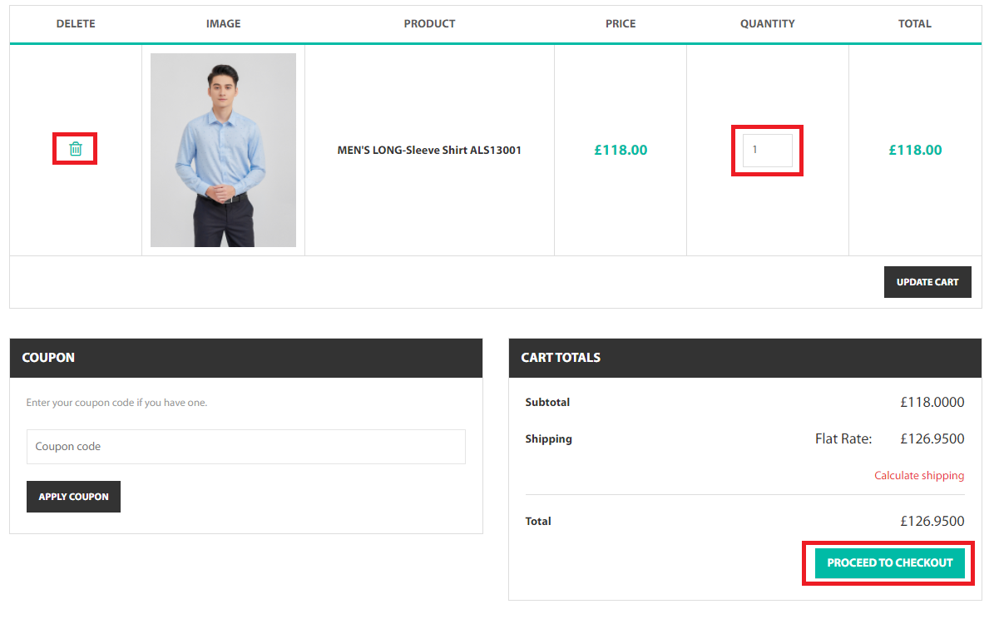 DELETE IMAGE PRODUCT PRICE QUANTITY TOTAL
MEN'S LONG-Sleeve Shirt ALS13001 £118.00 1 £118.00
UPDATE CART
COUPON
Enter your coupon code if you have one.
Coupon code
APPLY COUPON
CART TOTALS
Subtotal £118.0000
Shipping Flat Rate: £126.9500
Calculate shipping
Total £126.9500
PROCEED TO CHECKOUT